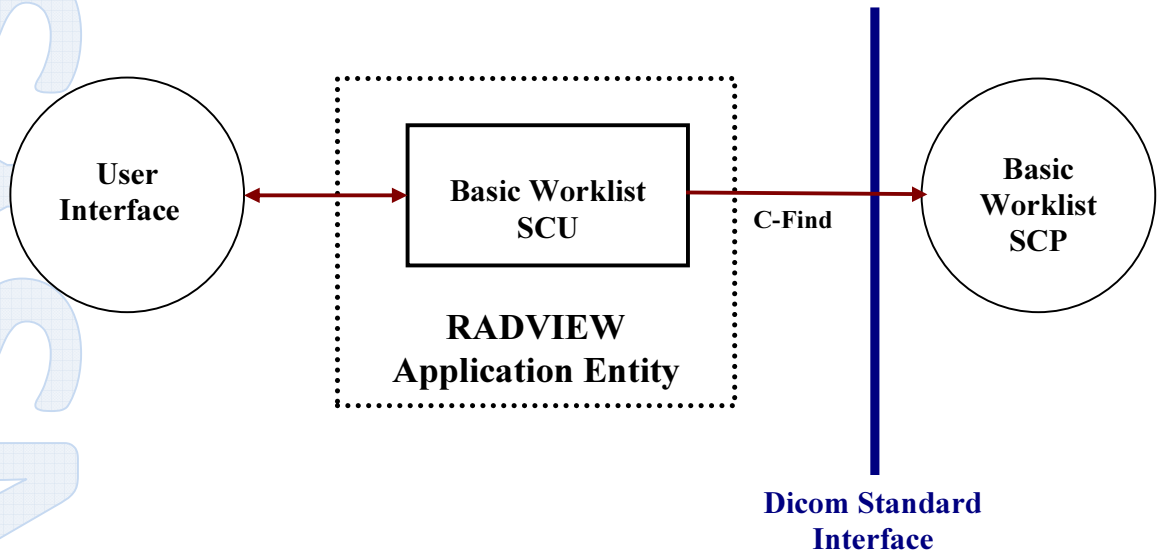 User
Interface
Basic Worklist
SCU
C-Find
Basic
Worklist
SCP
RADVIEW
Application Entity
Dicom Standard
Interface